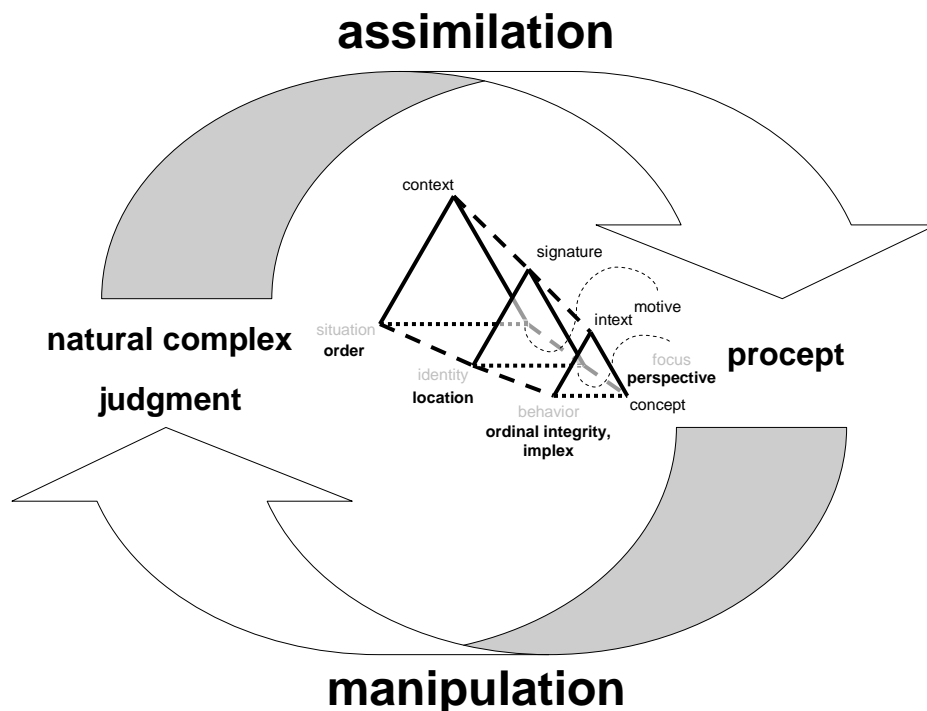 assimilation
context
signature
motive
intext
natural complex
situation
order
focus
procept
perspective
identity
location
judgment
behavior
concept
ordinal integrity,
implex
manipulation